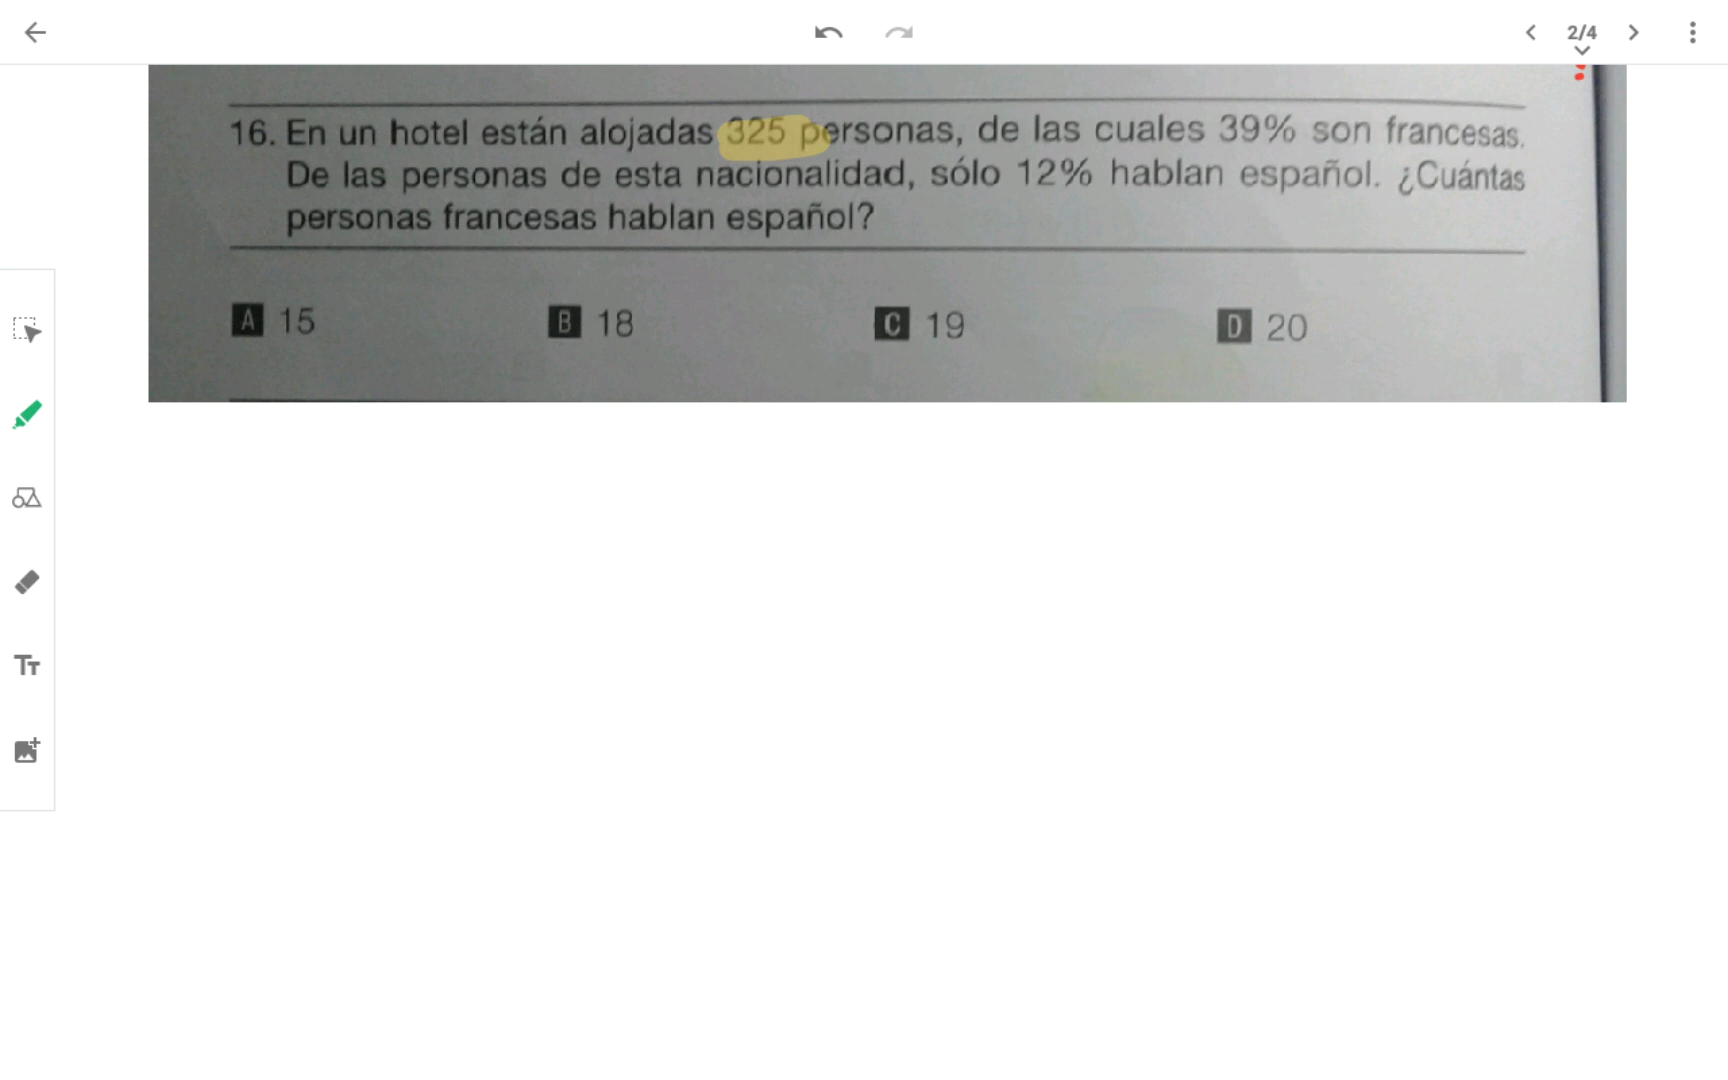 2/4
16. En un hotel están alojadas 325 personas, de las cuales 39% son francesas.
De las personas de esta nacionalidad, sólo 12% hablan español. ¿Cuántas
personas francesas hablan español?
A 15 B 18 C 19 D 20
TT